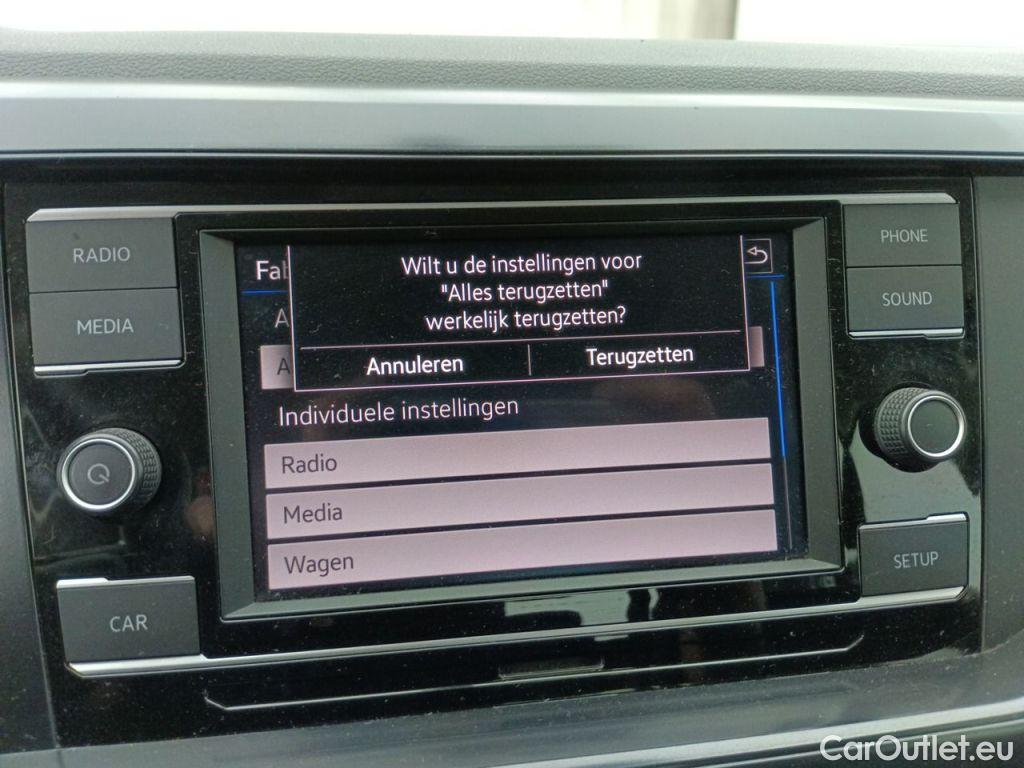 RADIO
MEDIA
CAR
Wilt u de instellingen voor
"Alles terugzetten"
werkelijk terugzetten?
Annuleren
Terugzetten
Individuele instellingen
Radio
Media
Wagen
PHONE
SOUND
SETUP
CarOutlet.eu